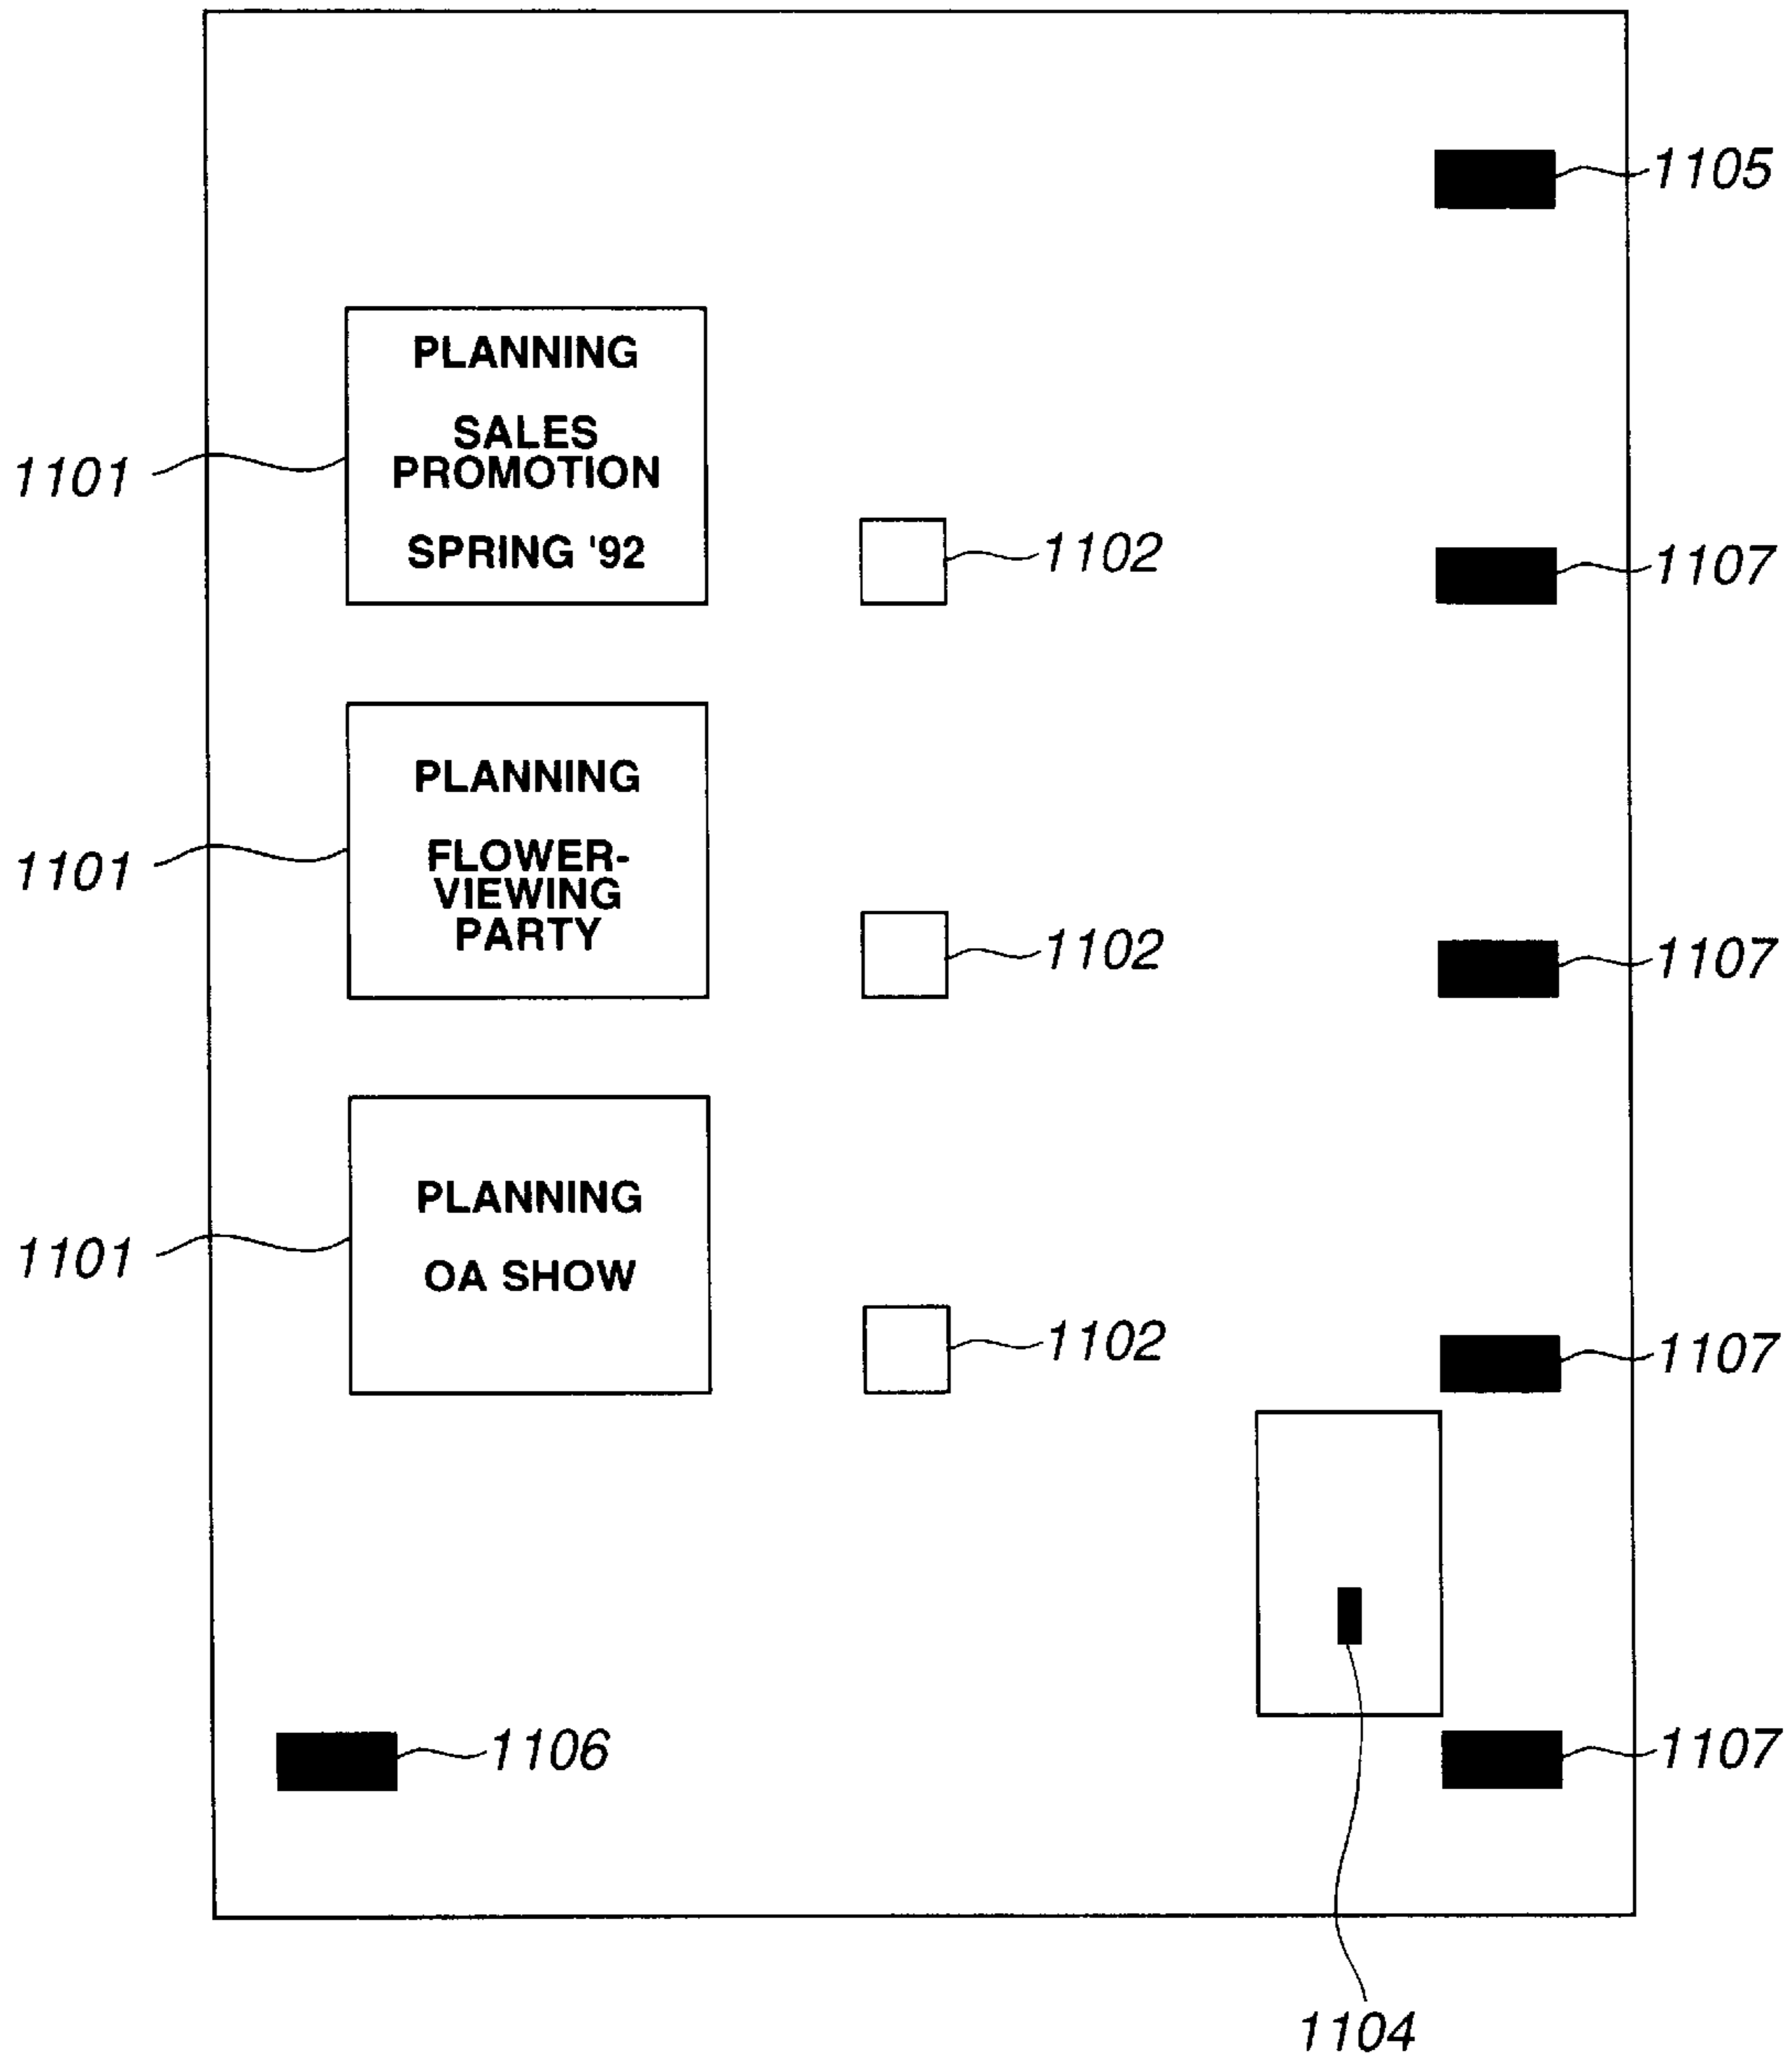 1105
PLANNING
SALES
PROMOTION
SPRING '92
1101
1102
1107
PLANNING
FLOWER-
VIEWING
PARTY
1101
1102
1107
PLANNING
OA SHOW
1101
1102
1107
1106
1107
1104